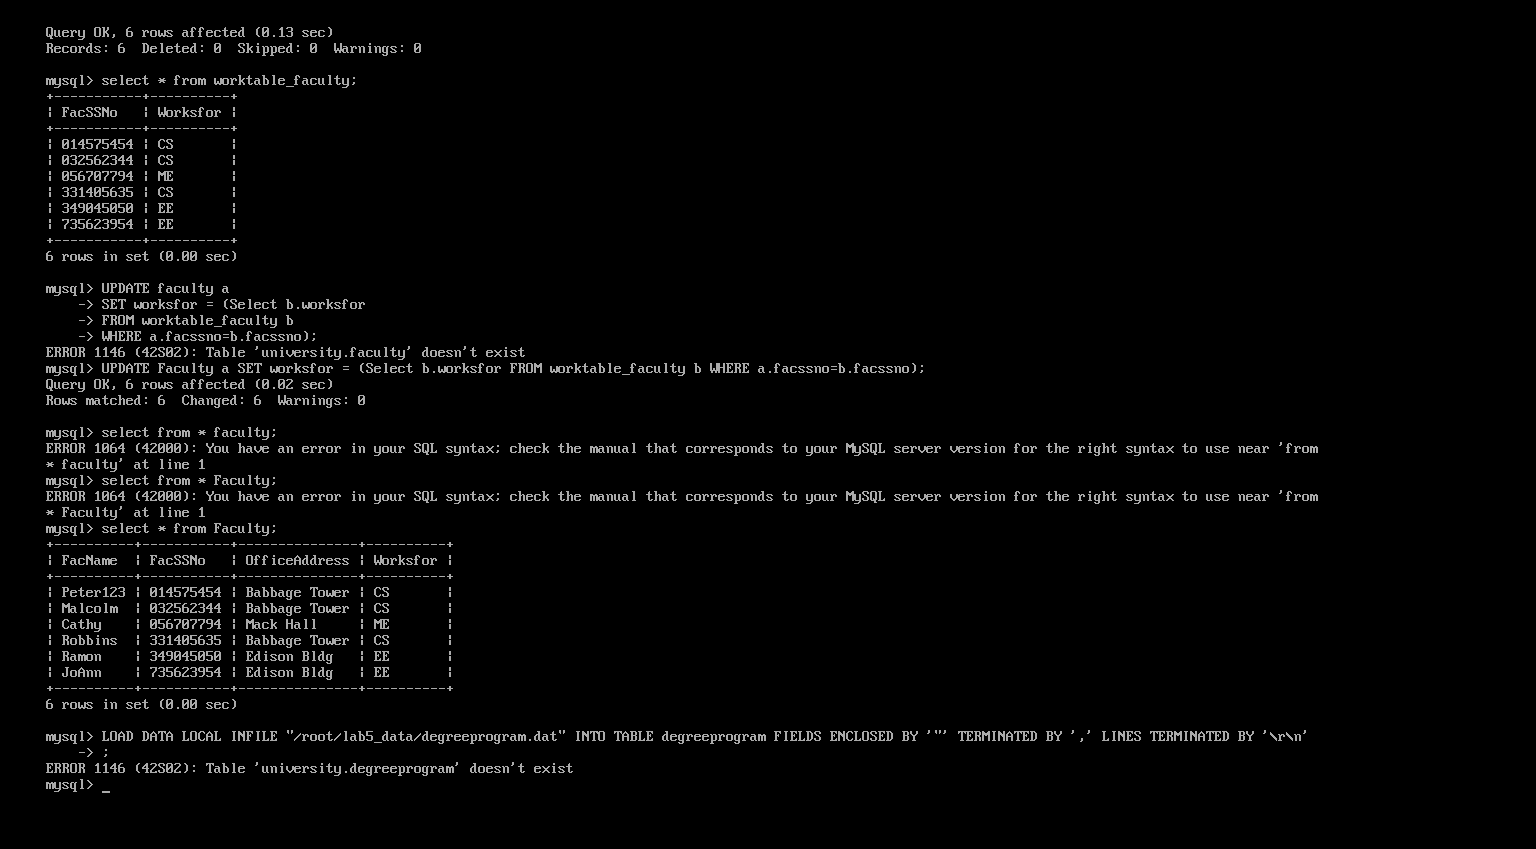 Query OK, 6 rows affected (0.13 sec)
Records: 6  Deleted: 0  Skipped: 0  Warnings: 0

mysql> select * from worktable_faculty;
+-----------+----------+
| FacSSNo   | Worksfor |
+-----------+----------+
| 014575454 | CS       |
| 032562344 | CS       |
| 056707794 | ME       |
| 331405635 | CS       |
| 349045050 | EE       |
| 735623954 | EE       |
+-----------+----------+
6 rows in set (0.00 sec)

mysql> UPDATE faculty a
    -> SET worksfor = (Select b.worksfor
    -> FROM worktable_faculty b
    -> WHERE a.facssno=b.facssno);
ERROR 1146 (42S02): Table 'university.faculty' doesn't exist
mysql> UPDATE Faculty a SET worksfor = (Select b.worksfor FROM worktable_faculty b WHERE a.facssno=b.facssno);
Query OK, 6 rows affected (0.02 sec)
Rows matched: 6  Changed: 6  Warnings: 0

mysql> select from * faculty;
ERROR 1064 (42000): You have an error in your SQL syntax; check the manual that corresponds to your MySQL server version for the right syntax to use near 'from
* faculty' at line 1
mysql> select from * Faculty;
ERROR 1064 (42000): You have an error in your SQL syntax; check the manual that corresponds to your MySQL server version for the right syntax to use near 'from
* Faculty' at line 1
mysql> select * from Faculty;
+----------+-----------+---------------+----------+
| FacName  | FacSSNo   | OfficeAddress | Worksfor |
+----------+-----------+---------------+----------+
| Peter123 | 014575454 | Babbage Tower | CS       |
| Malcolm  | 032562344 | Babbage Tower | CS       |
| Cathy    | 056707794 | Mack Hall     | ME       |
| Robbins  | 331405635 | Babbage Tower | CS       |
| Ramon    | 349045050 | Edison Bldg   | EE       |
| JoAnn    | 735623954 | Edison Bldg   | EE       |
+----------+-----------+---------------+----------+
6 rows in set (0.00 sec)

mysql> LOAD DATA LOCAL INFILE "/root/lab5_data/degreeprogram.dat" INTO TABLE degreeprogram FIELDS ENCLOSED BY '"' TERMINATED BY ',' LINES TERMINATED BY '\r\n'
    -> ;
ERROR 1146 (42S02): Table 'university.degreeprogram' doesn't exist
mysql> _